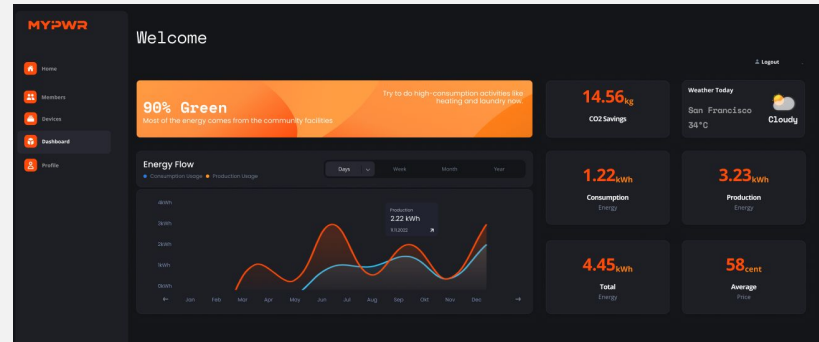 MYPWR
Welcome
Home
Members
Devices
Dashboard
Profile
Logout
90% Green
Most of the energy comes from the community facilities
Try to do high-consumption activities like
heating and laundry now.
14.56kg
CO2 Savings
Weather Today
San Francisco
34°C
Cloudy
Energy Flow
Consumption Usage
Production Usage
Days
Week
Month
Year
4kWh
3kWh
2kWh
1kWh
0kWh
Production
2.22 kWh
11.11.2022
Jan Feb Mar Apr May Jun Jul Aug Sep Okt Nov Dec
1.22kWh
Consumption
Energy
3.23kWh
Production
Energy
4.45kWh
Total
Energy
58cent
Average
Price